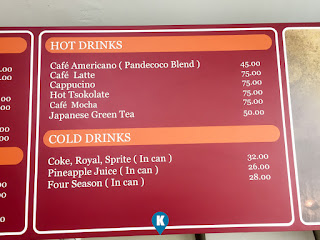 HOT DRINKS
Café Americano ( Pandecoco Blend ) 45.00
Café Latte 75.00
Cappucino 75.00
Hot Tsokolate 75.00
Café Mocha 75.00
Japanese Green Tea 50.00
COLD DRINKS
Coke, Royal, Sprite ( In can ) 32.00
Pineapple Juice ( In can ) 26.00
Four Season ( In can ) 28.00
K